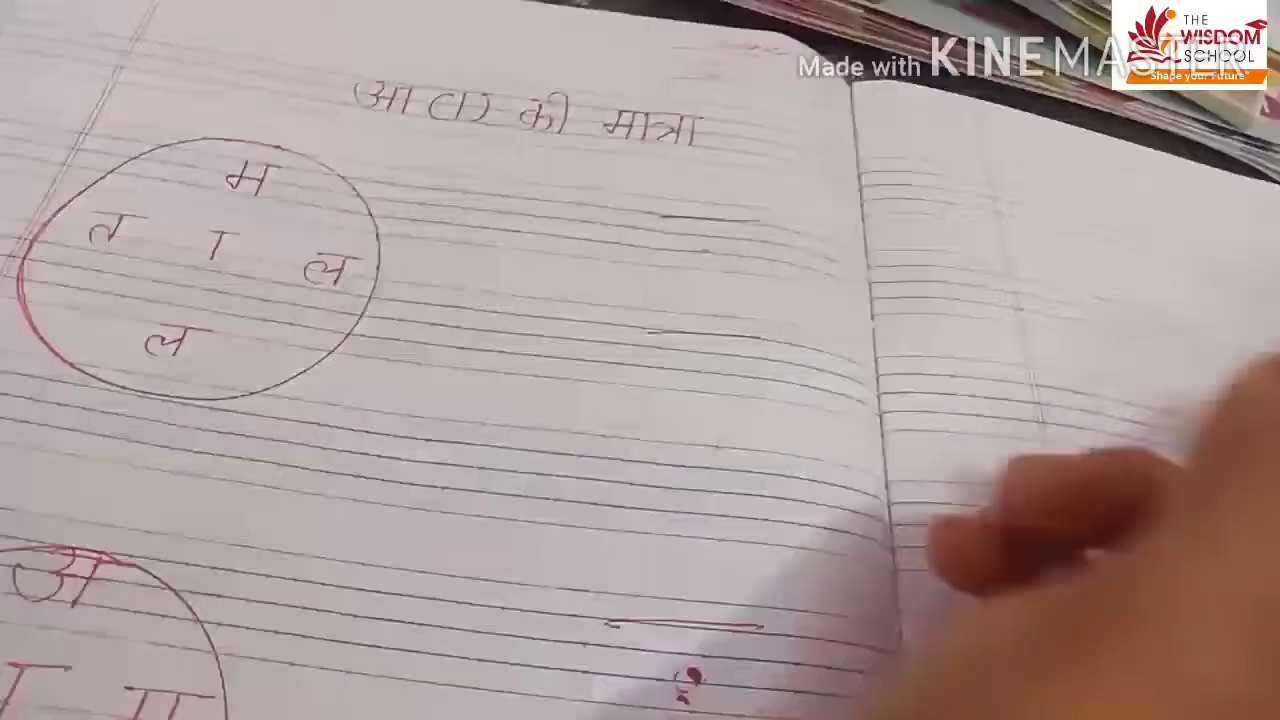 THE
WISDOM
SCHOOL
"Shape your Future"
Made with KINEMASTER
आ (ा) की मात्रा
म
त ा ल
ल
अ